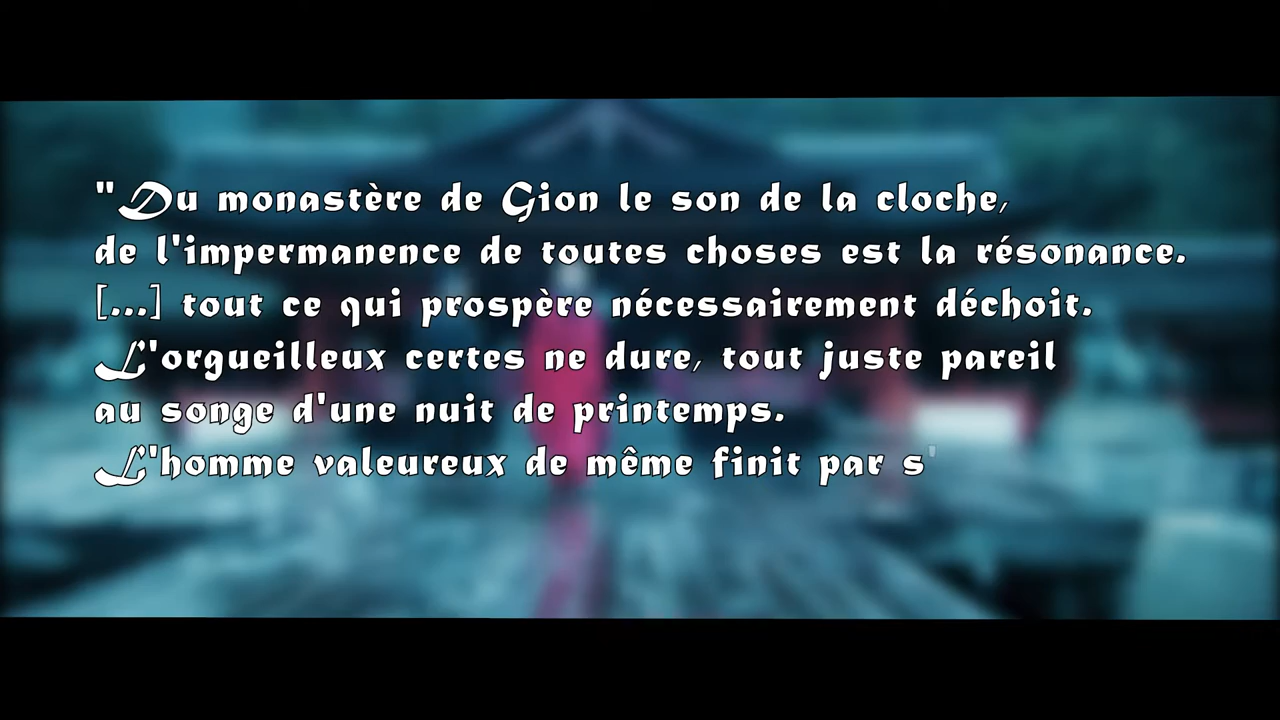 "Du monastère de Gion le son de la cloche,
de l'impermanence de toutes choses est la résonance.
[...] tout ce qui prospère nécessairement déchoit.
L'orgueilleux certes ne dure, tout juste pareil
au songe d'une nuit de printemps.
L'homme valeureux de même finit par s'